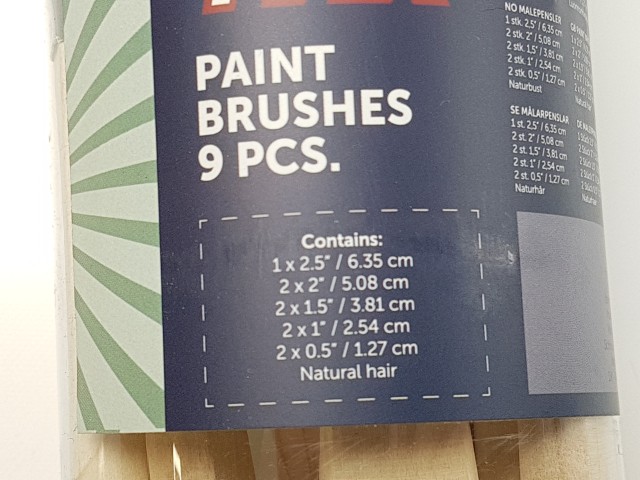 PAINT
BRUSHES
9 PCS.
Contains:
1 x 2.5" / 6.35 cm
2 x 2" / 5.08 cm
2 x 1.5" / 3.81 cm
2 x 1" / 2.54 cm
2 x 0.5" / 1.27 cm
Natural hair
NO MALEPENSLER
1 stk. 2.5" / 6,35 cm
2 stk. 2" / 5,08 cm
2 stk. 1.5" / 3,81 cm
2 stk. 1" / 2,54 cm
2 stk. 0.5" / 1,27 cm
Naturbust
SE MÅLARPENSLAR
1 st. 2.5" / 6,35 cm
2 st. 2" / 5,08 cm
2 st. 1.5" / 3,81 cm
2 st. 1" / 2,54 cm
2 st. 0.5" / 1,27 cm
Naturhår